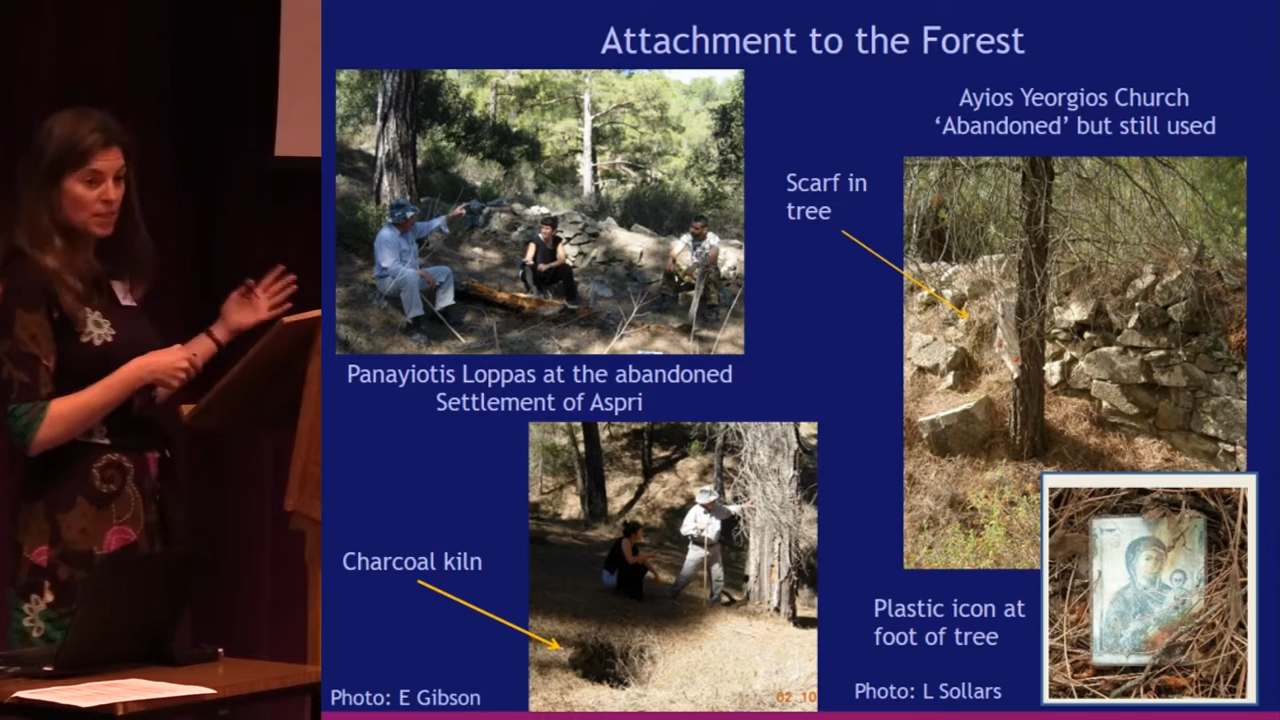 Attachment to the Forest
Ayios Yeorgios Church
‘Abandoned’ but still used
Scarf in
tree
Panayiotis Loppas at the abandoned
Settlement of Aspri
Charcoal kiln
Plastic icon at
foot of tree
Photo: E Gibson
Photo: L Sollars
02 10